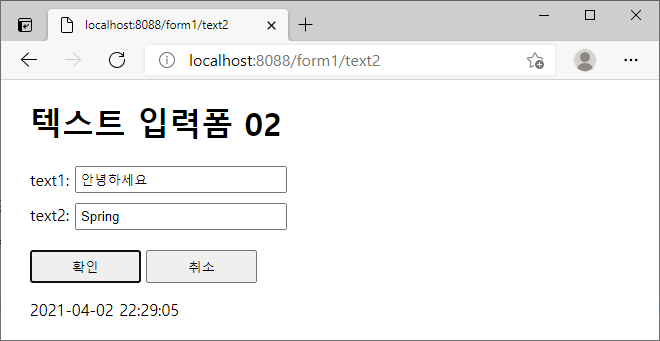 localhost:8088/form1/text2
localhost:8088/form1/text2
텍스트 입력폼 02
text1: 안녕하세요
text2: Spring
확인 취소
2021-04-02 22:29:05